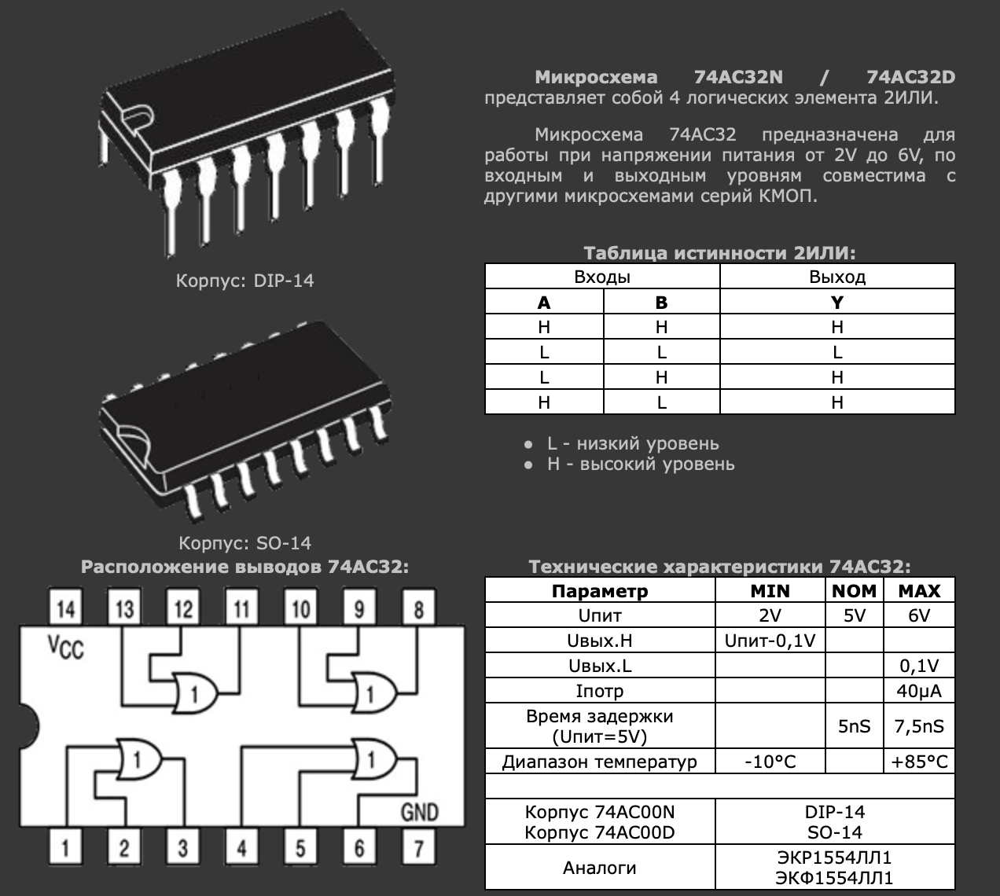 Микросхема 74AC32N / 74AC32D
представляет собой 4 логических элемента 2ИЛИ.
Микросхема 74AC32 предназначена для
работы при напряжении питания от 2V до 6V, по
входным и выходным уровням совместима с
другими микросхемами серий КМОП.
Корпус: DIP-14
Таблица истинности 2ИЛИ:
Входы Выход
A B Y
H H H
L L L
L H H
H L H
L - низкий уровень
H - высокий уровень
Корпус: SO-14
Расположение выводов 74AC32:
14 13 12 11 10 9 8
VCC
1 1
1 1
GND
1 2 3 4 5 6 7
Технические характеристики 74AC32:
Параметр MIN NOM MAX
Uпит 2V 5V 6V
Uвых.H Uпит-0,1V
Uвых.L 0,1V
Iпотр 40µA
Время задержки
(Uпит=5V) 5nS 7,5nS
Диапазон температур -10°C +85°C
Корпус 74AC00N DIP-14
Корпус 74AC00D SO-14
Аналоги ЭКР1554ЛЛ1
ЭКФ1554ЛЛ1